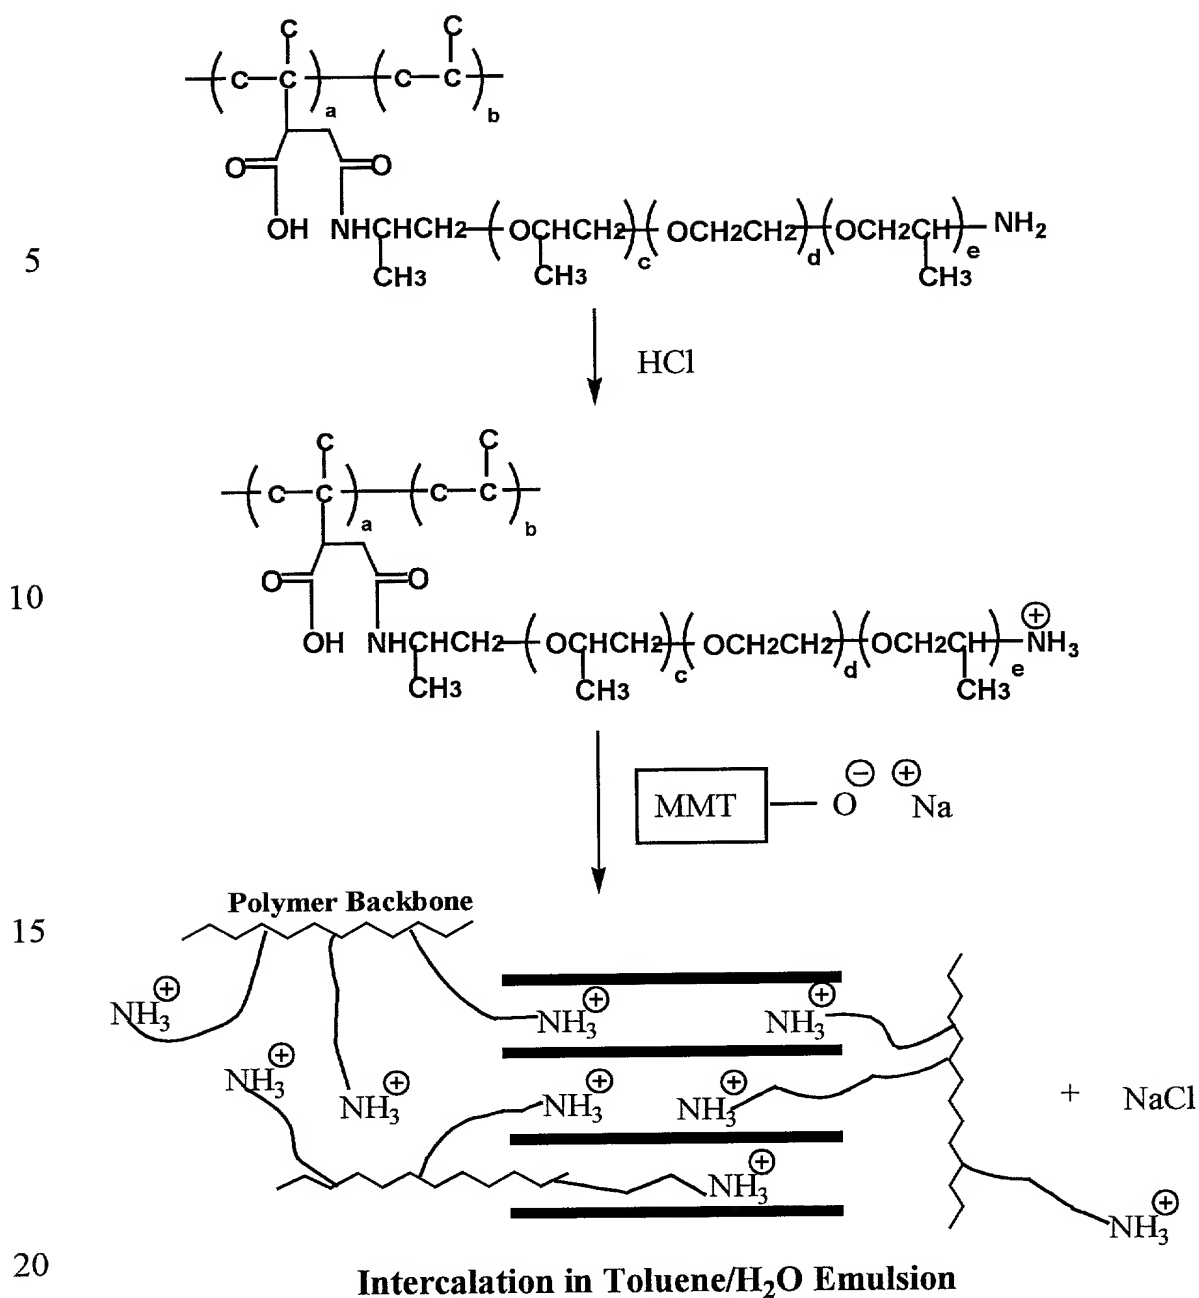 C C
( C C )a ( C C )b
O O
OH NHCHCH2 ( OCHCH2 )c ( OCH2CH2 )d ( OCH2CH )e NH2
5
CH3 CH3 CH3
HCl
C C
( C C )a ( C C )b
O O
10
OH NHCHCH2 ( OCHCH2 )c ( OCH2CH2 )d ( OCH2CH )e NH3 ⊕
CH3 CH3 CH3
MMT O ⊖ ⊕ Na
Polymer Backbone
15
NH3 ⊕ NH3 ⊕ NH3 ⊕
NH3 ⊕ NH3 ⊕ NH3 ⊕ NH3 ⊕ + NaCl
NH3 ⊕
NH3 ⊕
20
Intercalation in Toluene/H2O Emulsion